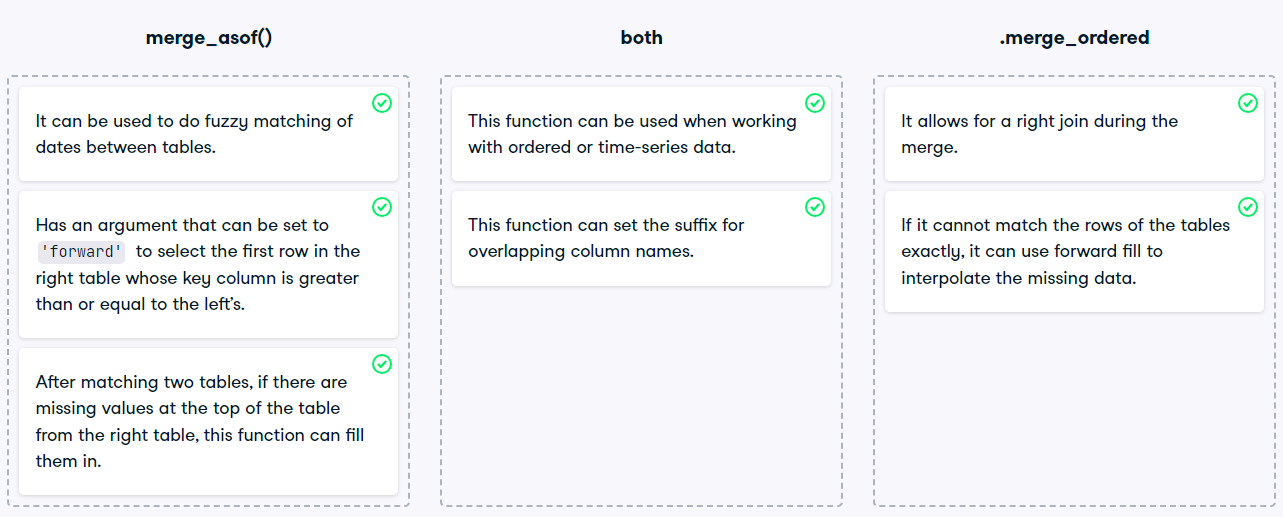 merge_asof()
It can be used to do fuzzy matching of
dates between tables.
Has an argument that can be set to
'forward' to select the first row in the
right table whose key column is greater
than or equal to the left’s.
After matching two tables, if there are
missing values at the top of the table
from the right table, this function can fill
them in.
both
This function can be used when working
with ordered or time-series data.
This function can set the suffix for
overlapping column names.
.merge_ordered
It allows for a right join during the
merge.
If it cannot match the rows of the tables
exactly, it can use forward fill to
interpolate the missing data.